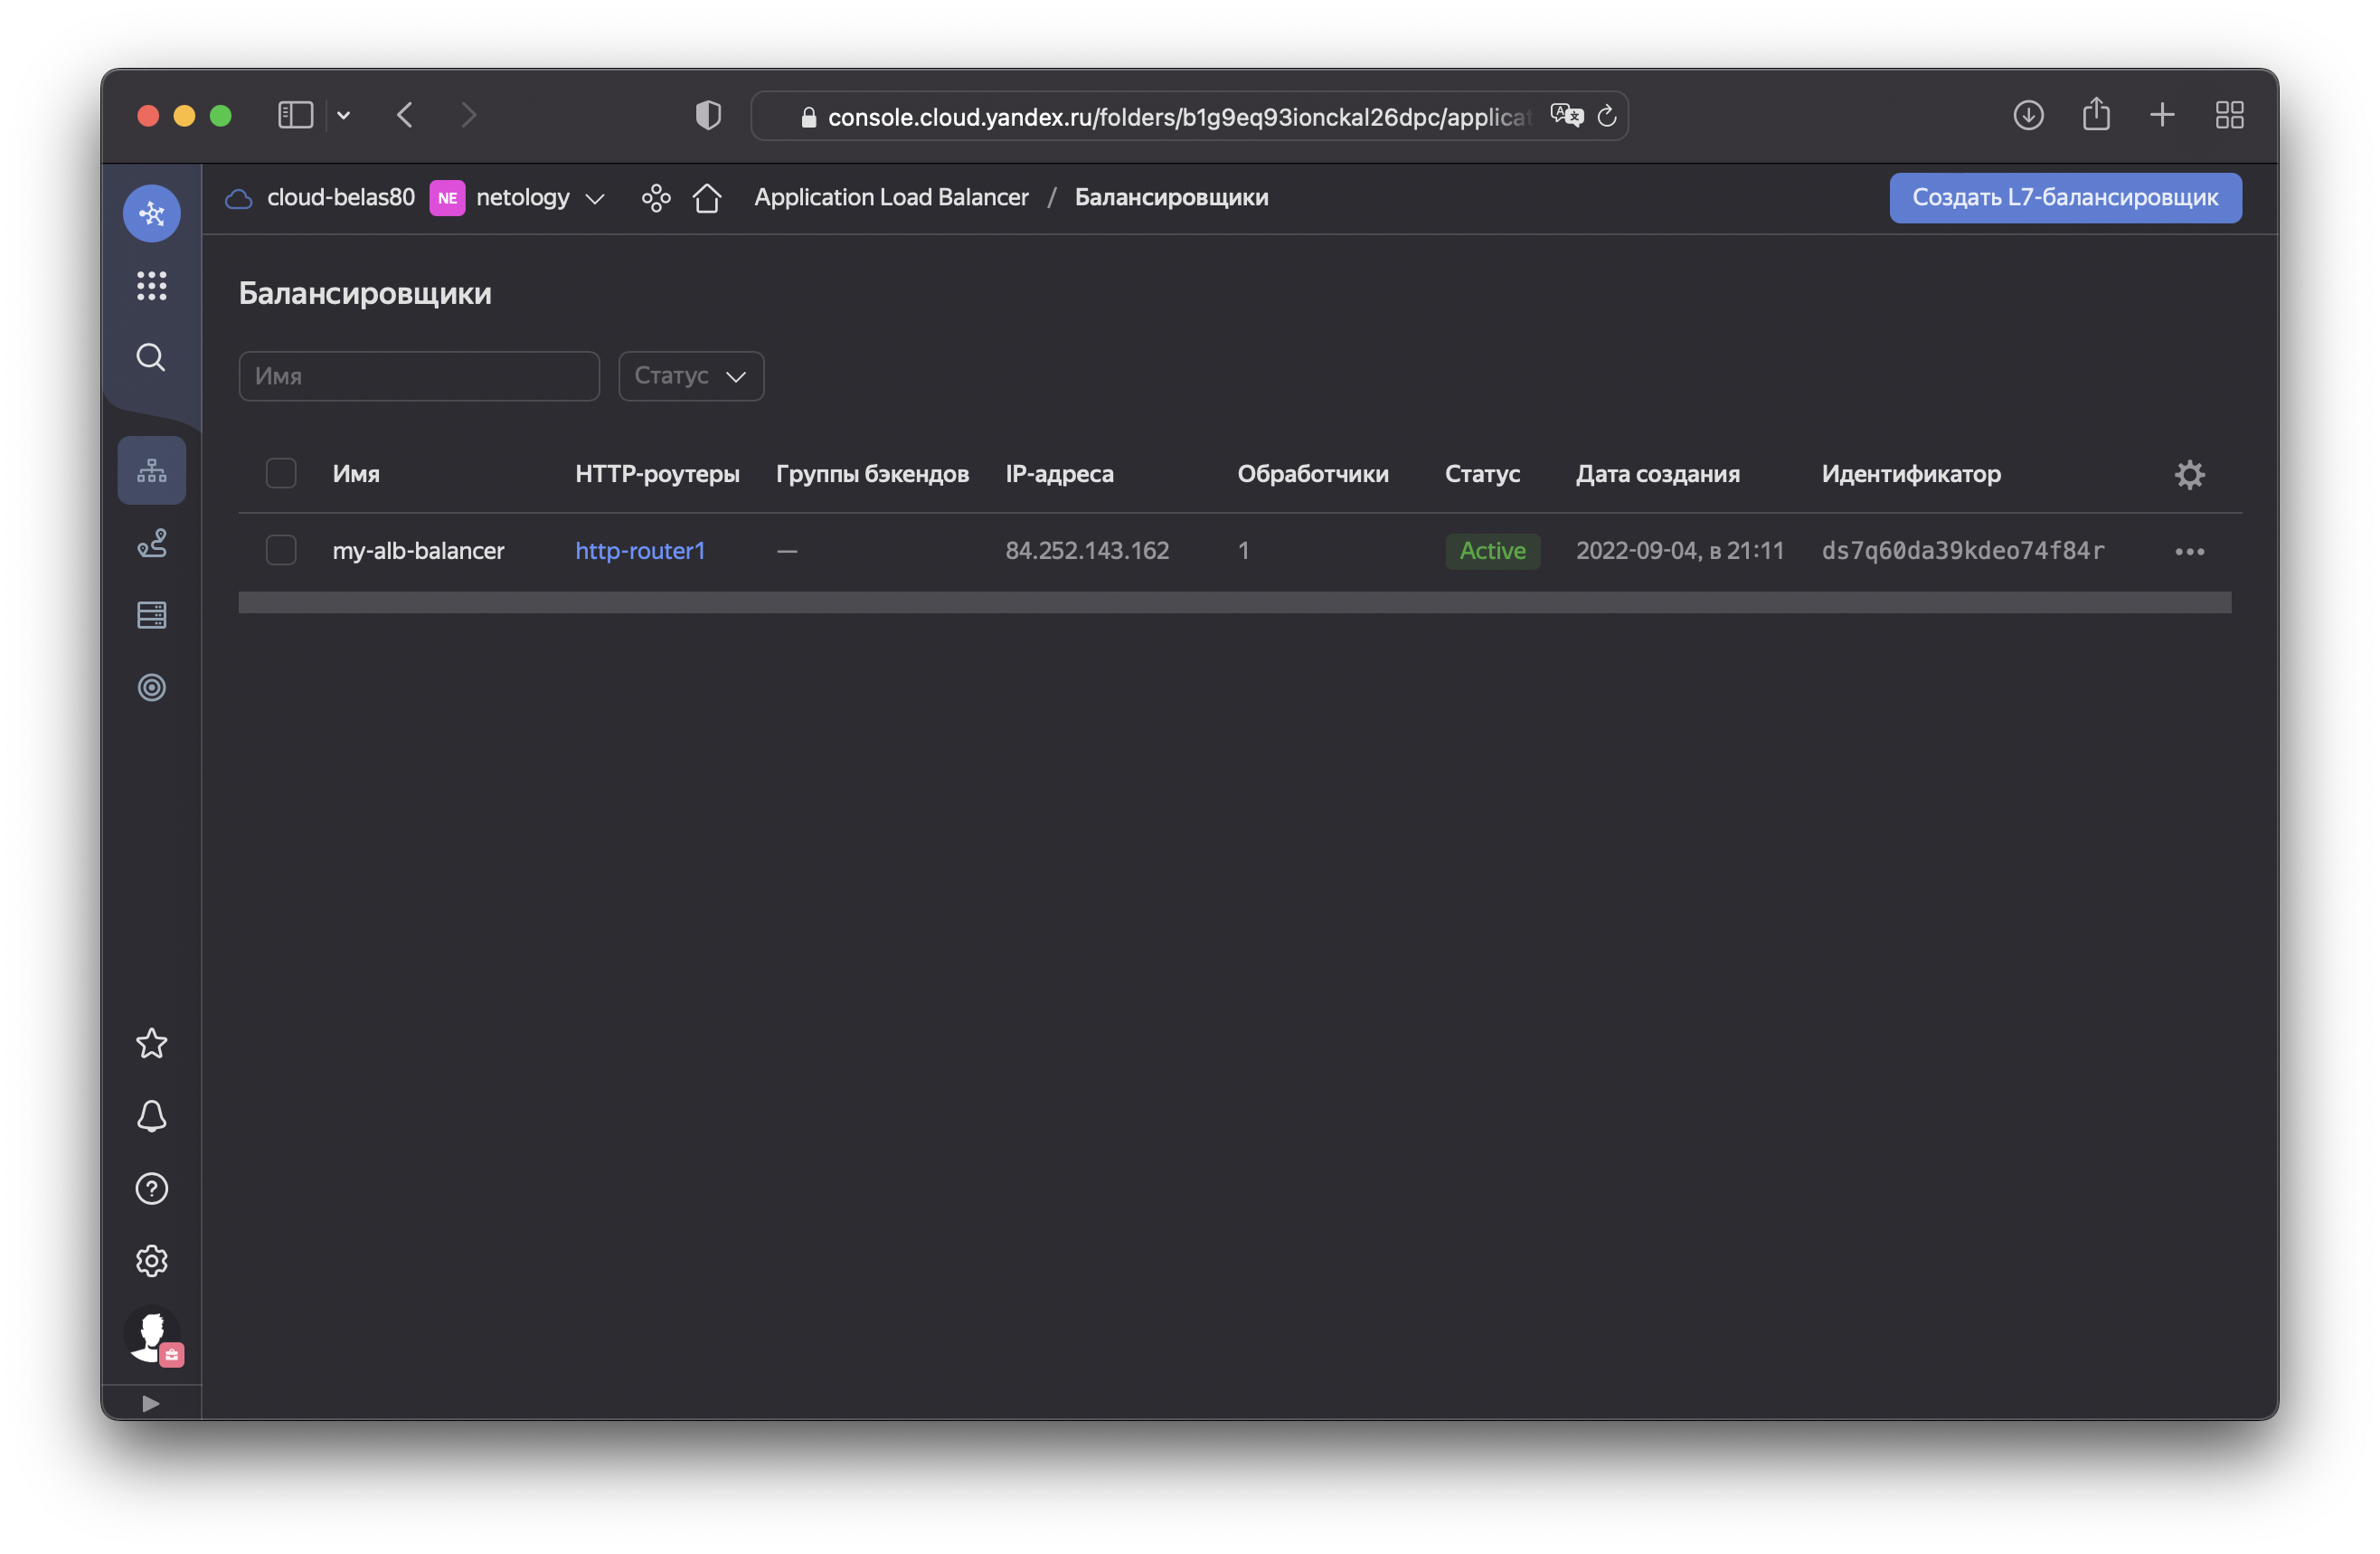 console.cloud.yandex.ru/folders/b1g9eq93ionckal26dpc/applicat
cloud-belas80 NE netology Application Load Balancer / Балансировщики Создать L7-балансировщик
Балансировщики
Имя Статус
Имя HTTP-роутеры Группы бэкендов IP-адреса Обработчики Статус Дата создания Идентификатор
my-alb-balancer http-router1 — 84.252.143.162 1 Active 2022-09-04, в 21:11 ds7q60da39kdeo74f84r